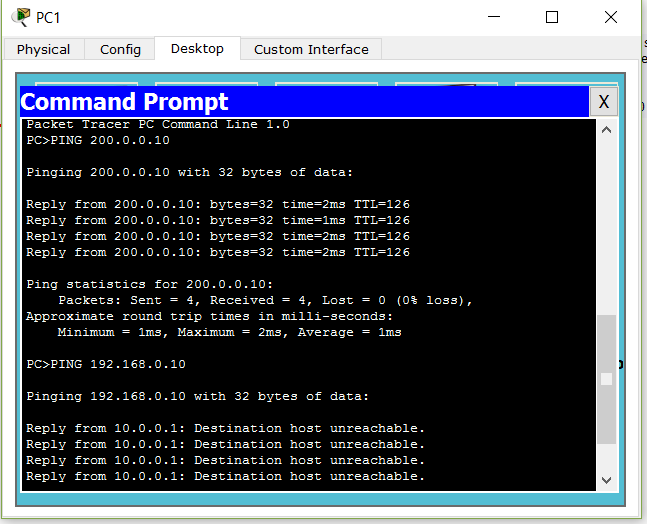 PC1
Physical Config Desktop Custom Interface
Command Prompt X
Packet Tracer PC Command Line 1.0
PC>PING 200.0.0.10
Pinging 200.0.0.10 with 32 bytes of data:
Reply from 200.0.0.10: bytes=32 time=2ms TTL=126
Reply from 200.0.0.10: bytes=32 time=1ms TTL=126
Reply from 200.0.0.10: bytes=32 time=2ms TTL=126
Reply from 200.0.0.10: bytes=32 time=2ms TTL=126
Ping statistics for 200.0.0.10:
Packets: Sent = 4, Received = 4, Lost = 0 (0% loss),
Approximate round trip times in milli-seconds:
Minimum = 1ms, Maximum = 2ms, Average = 1ms
PC>PING 192.168.0.10
Pinging 192.168.0.10 with 32 bytes of data:
Reply from 10.0.0.1: Destination host unreachable.
Reply from 10.0.0.1: Destination host unreachable.
Reply from 10.0.0.1: Destination host unreachable.
Reply from 10.0.0.1: Destination host unreachable.